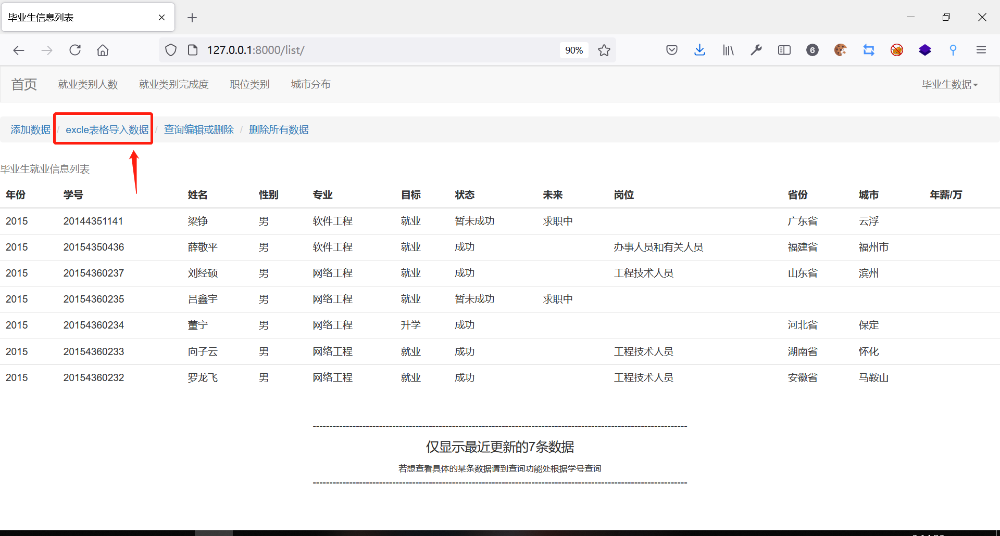 毕业生信息列表
127.0.0.1:8000/list/ 90% 6
首页 就业类别人数 就业类别完成度 职位类别 城市分布 毕业生数据
添加数据 / excle表格导入数据 / 查询编辑或删除 / 删除所有数据
毕业生就业信息列表
年份 学号 姓名 性别 专业 目标 状态 未来 岗位 省份 城市 年薪/万
2015 20144351141 梁铮 男 软件工程 就业 暂未成功 求职中 广东省 云浮
2015 20154350436 薛敬平 男 软件工程 就业 成功 办事人员和有关人员 福建省 福州市
2015 20154360237 刘经硕 男 网络工程 就业 成功 工程技术人员 山东省 滨州
2015 20154360235 吕鑫宇 男 网络工程 就业 暂未成功 求职中
2015 20154360234 董宁 男 网络工程 升学 成功 河北省 保定
2015 20154360233 向子云 男 网络工程 就业 成功 工程技术人员 湖南省 怀化
2015 20154360232 罗龙飞 男 网络工程 就业 成功 工程技术人员 安徽省 马鞍山
仅显示最近更新的7条数据
若想查看具体的某条数据请到查询功能处根据学号查询